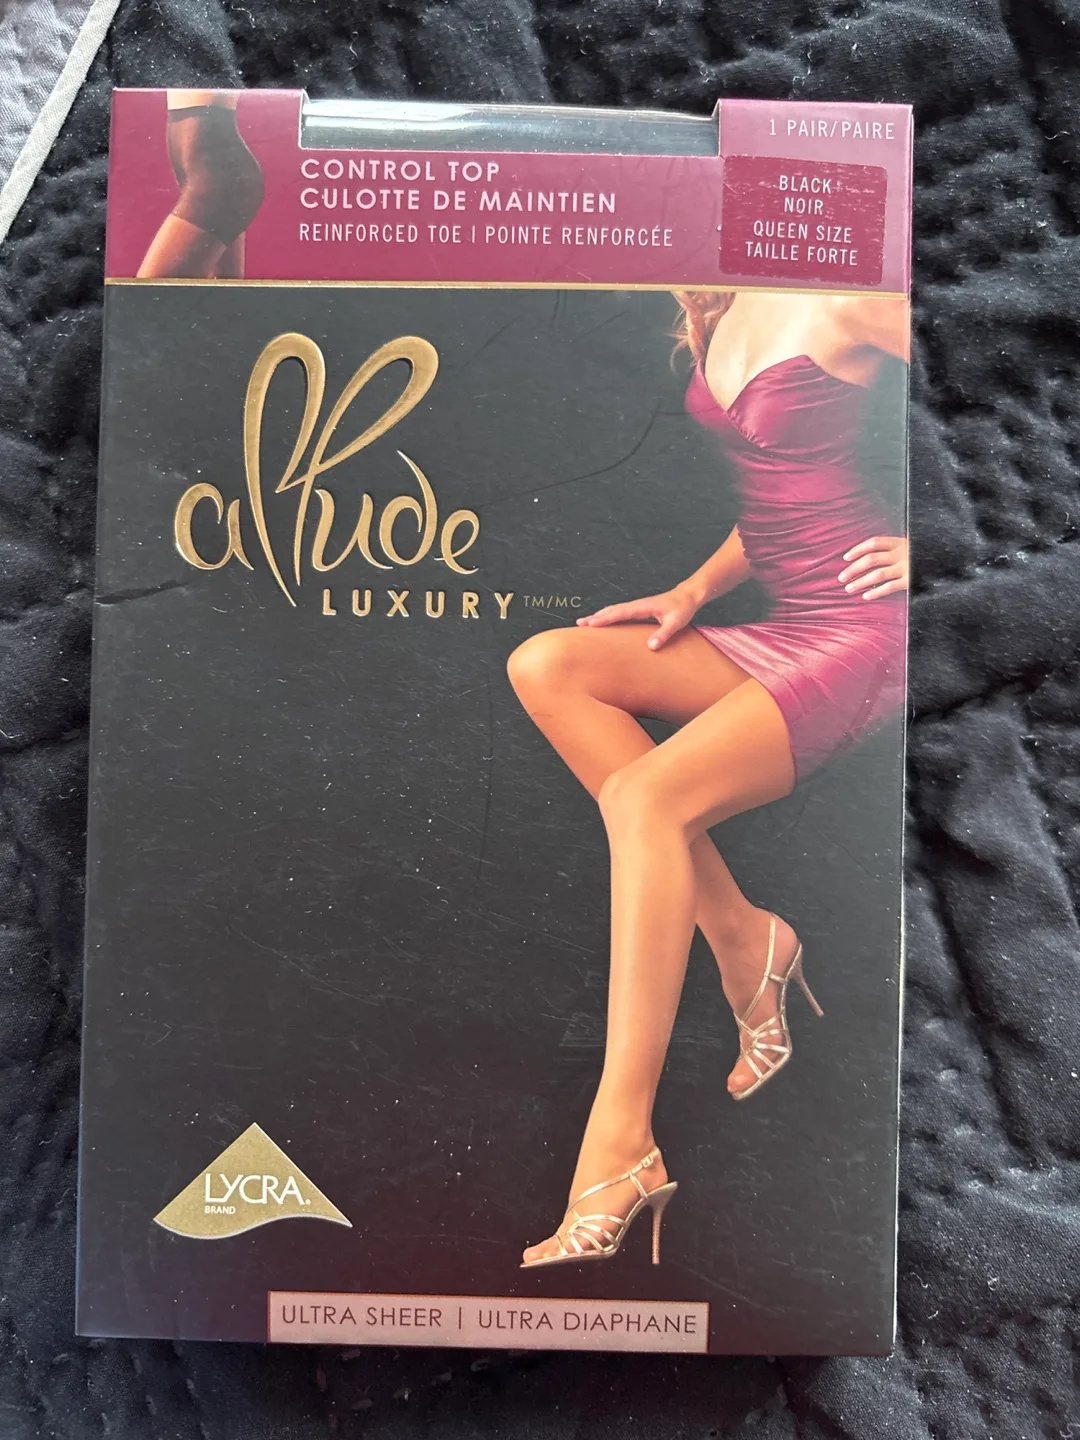 1 PAIR/PAIRE
CONTROL TOP
CULOTTE DE MAINTIEN
REINFORCED TOE | POINTE RENFORCÉE
BLACK
NOIR
QUEEN SIZE
TAILLE FORTE
allude
LUXURY TM/MC
LYCRA®
BRAND
ULTRA SHEER | ULTRA DIAPHANE